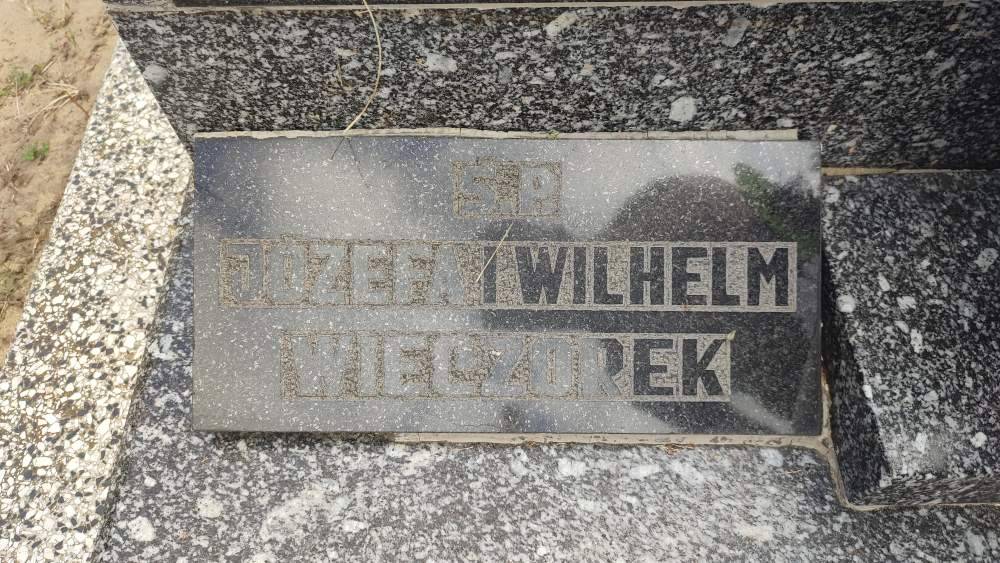 Ś.P.
JÓZEFA I WILHELM
WIECZOREK